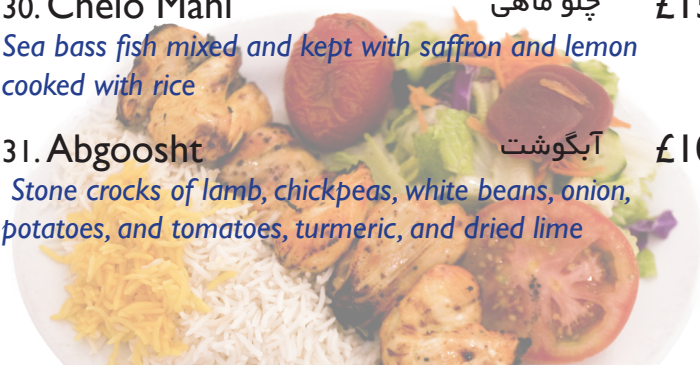 30. Chelo Mahi چلو ماهی
Sea bass fish mixed and kept with saffron and lemon
cooked with rice
31. Abgoosht آبگوشت
Stone crocks of lamb, chickpeas, white beans, onion,
potatoes, and tomatoes, turmeric, and dried lime